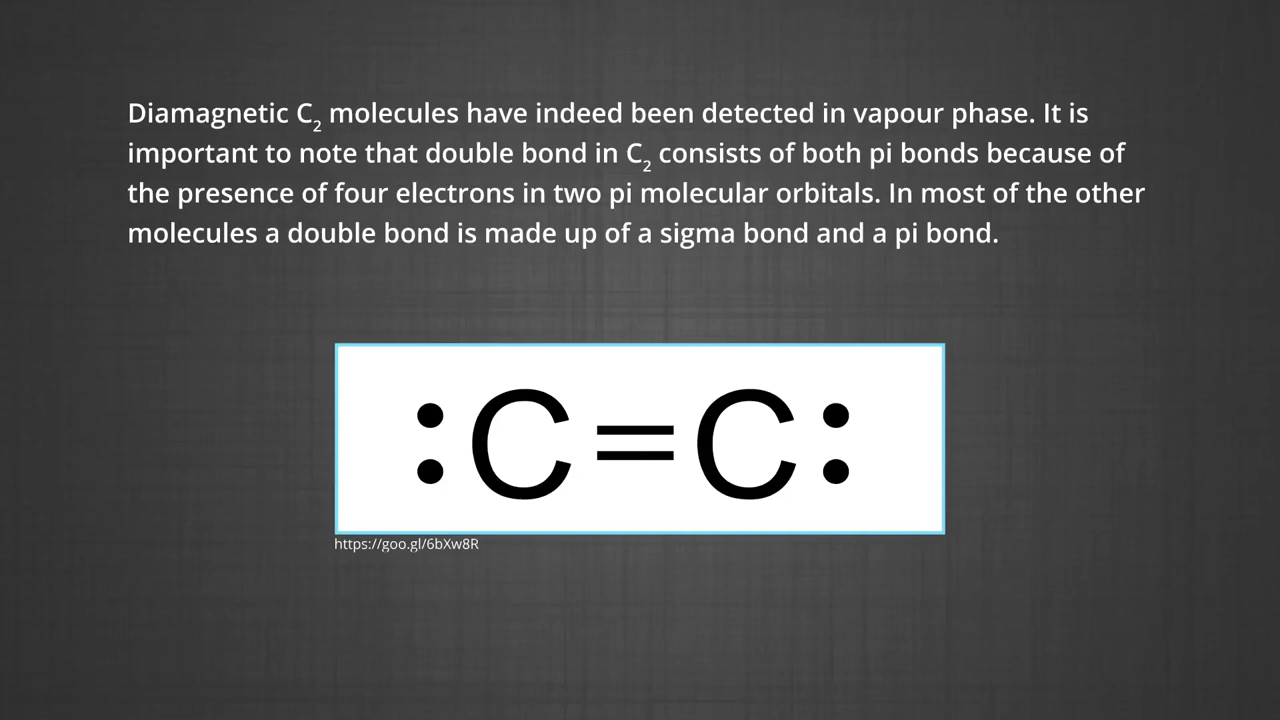 Diamagnetic C₂ molecules have indeed been detected in vapour phase. It is
important to note that double bond in C₂ consists of both pi bonds because of
the presence of four electrons in two pi molecular orbitals. In most of the other
molecules a double bond is made up of a sigma bond and a pi bond.
:C=C:
https://goo.gl/6bXw8R